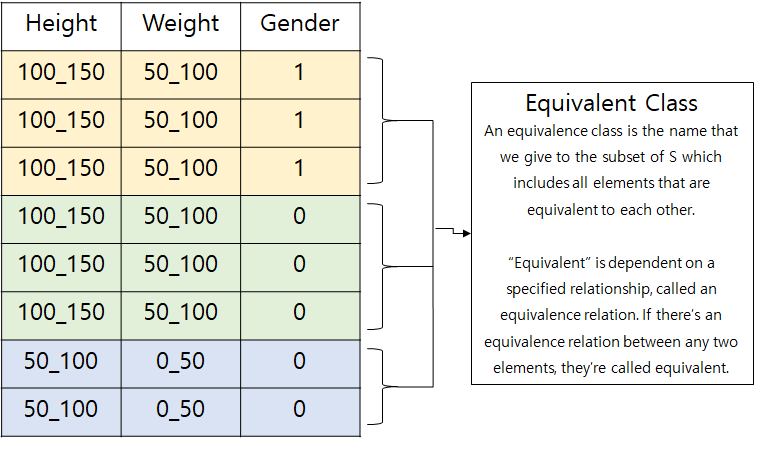 Height Weight Gender
100_150 50_100 1
100_150 50_100 1
100_150 50_100 1
100_150 50_100 0
100_150 50_100 0
100_150 50_100 0
50_100 0_50 0
50_100 0_50 0
Equivalent Class
An equivalence class is the name that
we give to the subset of S which
includes all elements that are
equivalent to each other.
“Equivalent” is dependent on a
specified relationship, called an
equivalence relation. If there’s an
equivalence relation between any two
elements, they’re called equivalent.